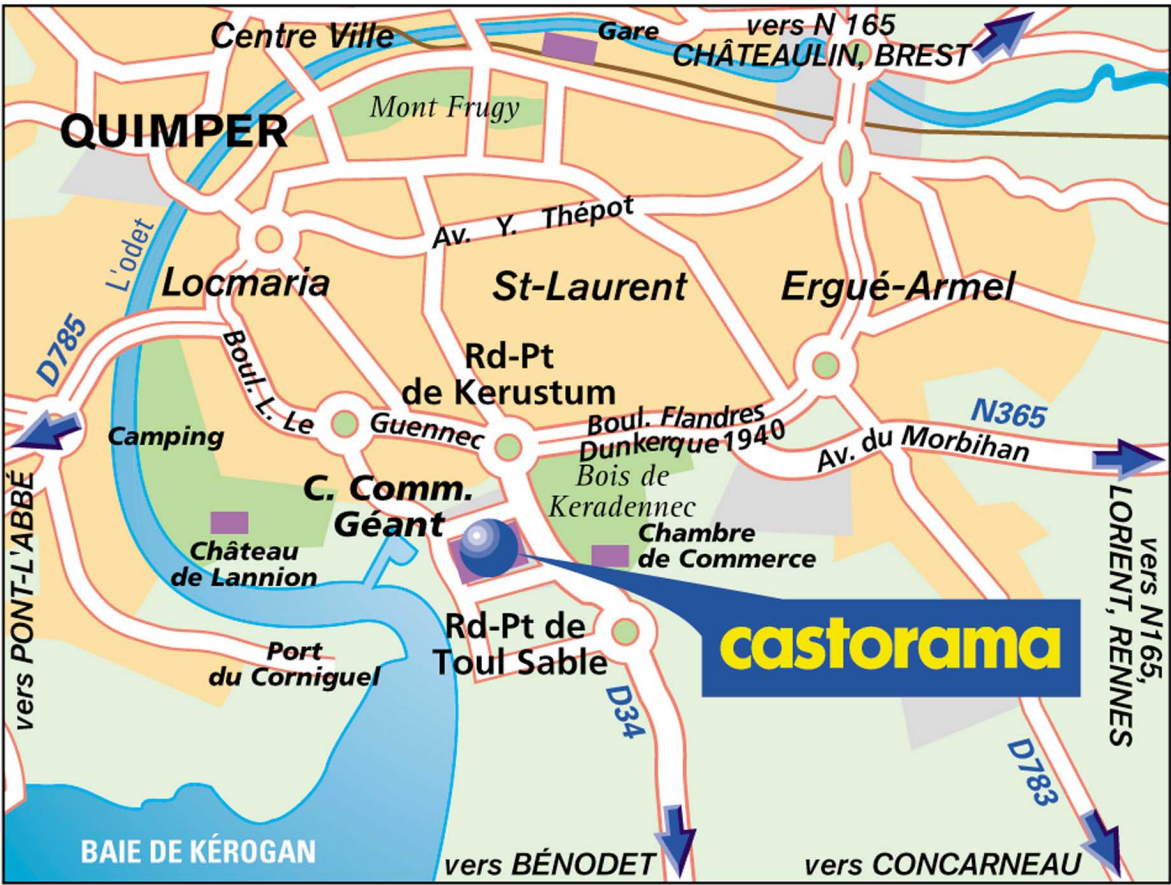 Centre Ville
Gare
vers N 165
CHÂTEAULIN, BREST
Mont Frugy
QUIMPER
Av. Y. Thépot
L'odet
Locmaria
St-Laurent
Ergué-Armel
D785
Rd-Pt
de Kerustum
Boul. L. Le Guennec
Boul. Flandres
Dunkerque 1940
N365
Av. du Morbihan
Camping
Bois de
Keradennec
C. Comm.
Géant
Chambre
de Commerce
Château
de Lannion
vers PONT-L'ABBÉ
vers N165,
LORIENT, RENNES
castorama
Rd-Pt de
Toul Sable
Port
du Corniguel
D34
D783
BAIE DE KÉROGAN
vers BÉNODET
vers CONCARNEAU